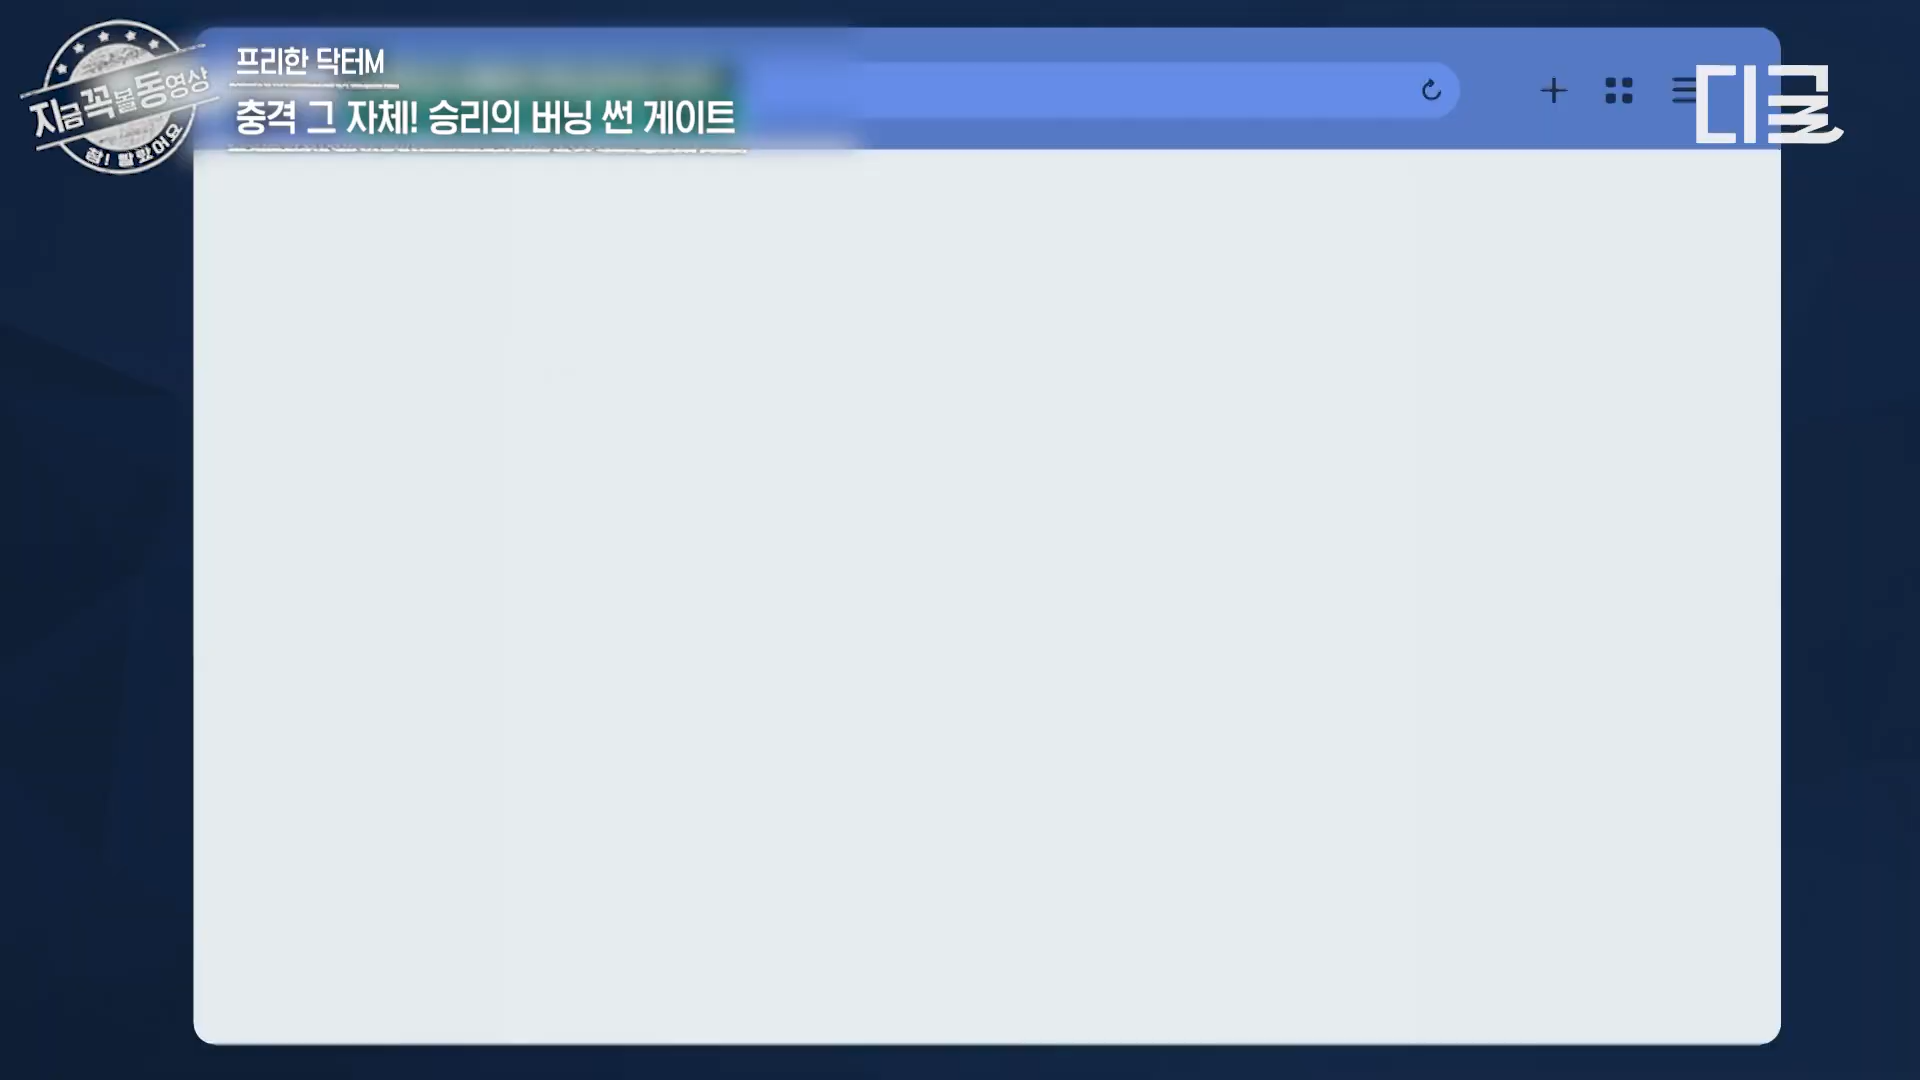 지금 꼭 볼 동영상
참! 잘했어요
프리한 닥터M
충격 그 자체! 승리의 버닝 썬 게이트
디글